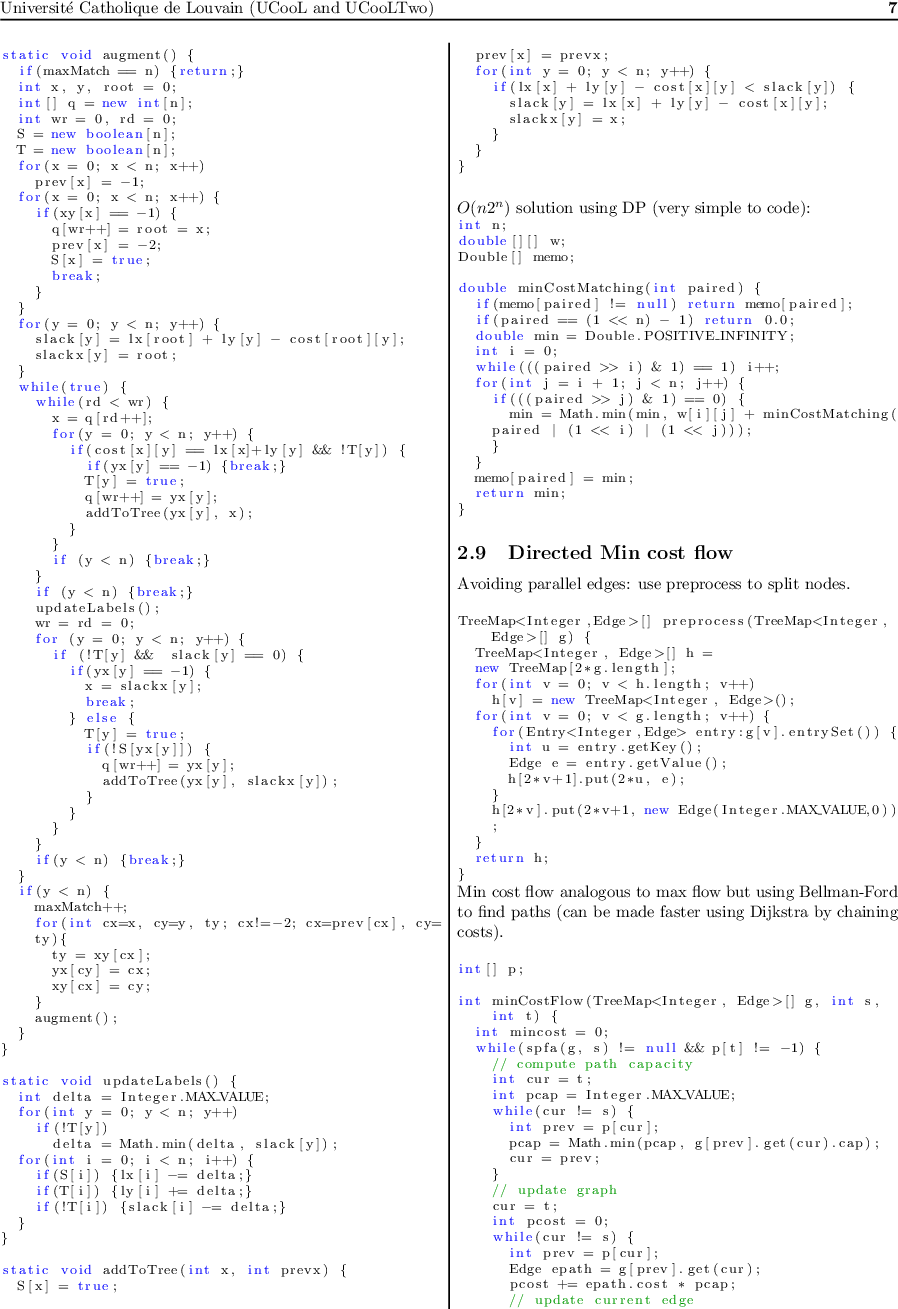 Université Catholique de Louvain (UCooL and UCooLTwo) 7
static void augment() {
if(maxMatch == n) {return;}
int x, y, root = 0;
int[] q = new int[n];
int wr = 0, rd = 0;
S = new boolean[n];
T = new boolean[n];
for(x = 0; x < n; x++)
prev[x] = -1;
for(x = 0; x < n; x++) {
if(xy[x] == -1) {
q[wr++] = root = x;
prev[x] = -2;
S[x] = true;
break;
}
}
for(y = 0; y < n; y++) {
slack[y] = lx[root] + ly[y] - cost[root][y];
slackx[y] = root;
}
while(true) {
while(rd < wr) {
x = q[rd++];
for(y = 0; y < n; y++) {
if(cost[x][y] == lx[x]+ly[y] && !T[y]) {
if(yx[y] == -1) {break;}
T[y] = true;
q[wr++] = yx[y];
addToTree(yx[y], x);
}
}
if (y < n) {break;}
}
if (y < n) {break;}
updateLabels();
wr = rd = 0;
for (y = 0; y < n; y++) {
if (!T[y] && slack[y] == 0) {
if(yx[y] == -1) {
x = slackx[y];
break;
} else {
T[y] = true;
if(!S[yx[y]]) {
q[wr++] = yx[y];
addToTree(yx[y], slackx[y]);
}
}
}
}
if(y < n) {break;}
}
if(y < n) {
maxMatch++;
for(int cx=x, cy=y, ty; cx!=-2; cx=prev[cx], cy=
ty){
ty = xy[cx];
yx[cy] = cx;
xy[cx] = cy;
}
augment();
}
}
static void updateLabels() {
int delta = Integer.MAX_VALUE;
for(int y = 0; y < n; y++)
if(!T[y])
delta = Math.min(delta, slack[y]);
for(int i = 0; i < n; i++) {
if(S[i]) {lx[i] -= delta;}
if(T[i]) {ly[i] += delta;}
if(!T[i]) {slack[i] -= delta;}
}
}
static void addToTree(int x, int prevx) {
S[x] = true;
prev[x] = prevx;
for(int y = 0; y < n; y++) {
if(lx[x] + ly[y] - cost[x][y] < slack[y]) {
slack[y] = lx[x] + ly[y] - cost[x][y];
slackx[y] = x;
}
}
}
O(n2ⁿ) solution using DP (very simple to code):
int n;
double[][] w;
Double[] memo;
double minCostMatching(int paired) {
if(memo[paired] != null) return memo[paired];
if(paired == (1 << n) - 1) return 0.0;
double min = Double.POSITIVE_INFINITY;
int i = 0;
while(((paired >> i) & 1) == 1) i++;
for(int j = i + 1; j < n; j++) {
if(((paired >> j) & 1) == 0) {
min = Math.min(min, w[i][j] + minCostMatching(
paired | (1 << i) | (1 << j)));
}
}
memo[paired] = min;
return min;
}
2.9 Directed Min cost flow
Avoiding parallel edges: use preprocess to split nodes.
TreeMap<Integer,Edge>[] preprocess(TreeMap<Integer,
Edge>[] g) {
TreeMap<Integer, Edge>[] h =
new TreeMap[2*g.length];
for(int v = 0; v < h.length; v++)
h[v] = new TreeMap<Integer, Edge>();
for(int v = 0; v < g.length; v++) {
for(Entry<Integer,Edge> entry:g[v].entrySet()) {
int u = entry.getKey();
Edge e = entry.getValue();
h[2*v+1].put(2*u, e);
}
h[2*v].put(2*v+1, new Edge(Integer.MAX_VALUE,0))
;
}
return h;
}
Min cost flow analogous to max flow but using Bellman-Ford
to find paths (can be made faster using Dijkstra by chaining
costs).
int[] p;
int minCostFlow(TreeMap<Integer, Edge>[] g, int s,
int t) {
int mincost = 0;
while(spfa(g, s) != null && p[t] != -1) {
// compute path capacity
int cur = t;
int pcap = Integer.MAX_VALUE;
while(cur != s) {
int prev = p[cur];
pcap = Math.min(pcap, g[prev].get(cur).cap);
cur = prev;
}
// update graph
cur = t;
int pcost = 0;
while(cur != s) {
int prev = p[cur];
Edge epath = g[prev].get(cur);
pcost += epath.cost * pcap;
// update current edge